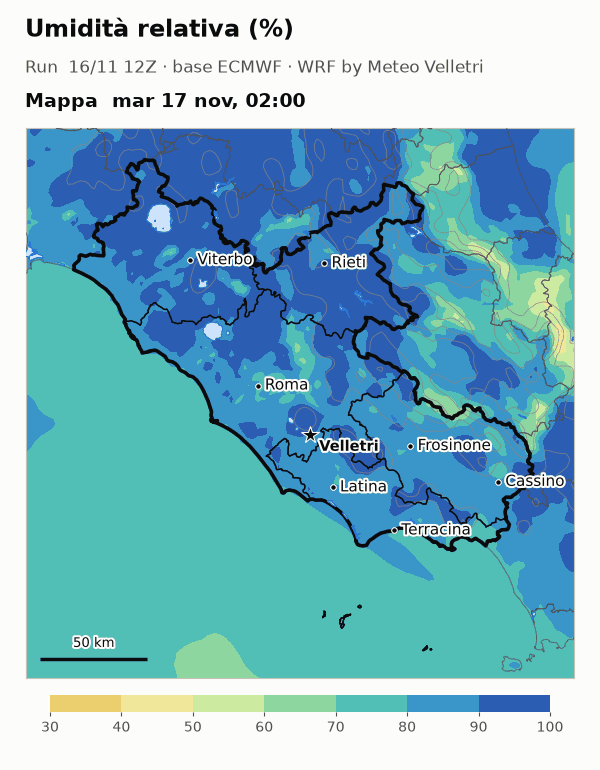 Umidità relativa (%)
Run  16/11 12Z · base ECMWF · WRF by Meteo Velletri
Mappa  mar 17 nov, 02:00
Viterbo
Rieti
Roma
Velletri
Frosinone
Cassino
Latina
Terracina
50 km
30 40 50 60 70 80 90 100